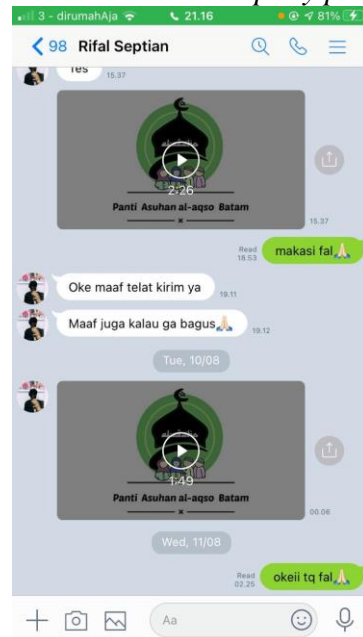 3 - dirumahAja 21.16 81%
98 Rifal Septian
Tes
15.37
2:26
Panti Asuhan al-aqso Batam
15.37
Read
16.53
makasi fal🙏🏻
Oke maaf telat kirim ya
19.11
Maaf juga kalau ga bagus🙏🏻
19.12
Tue, 10/08
1:49
Panti Asuhan al-aqso Batam
00.06
Wed, 11/08
Read
02.25
okeii tq fal🙏🏻
Aa